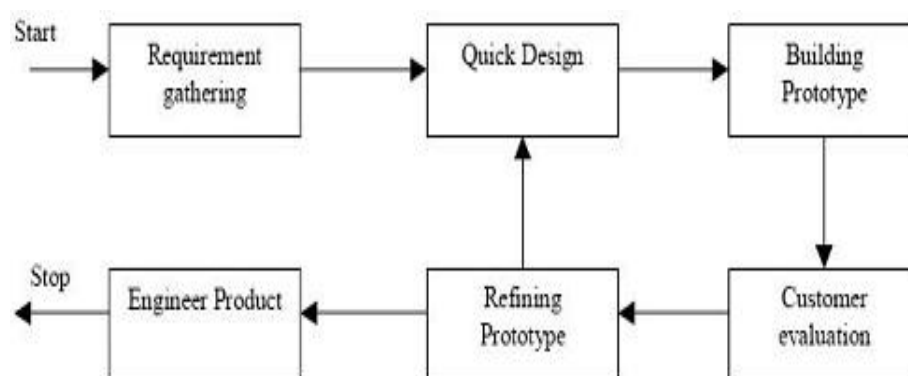 Start
Requirement
gathering
Quick Design
Building
Prototype
Stop
Engineer Product
Refining
Prototype
Customer
evaluation